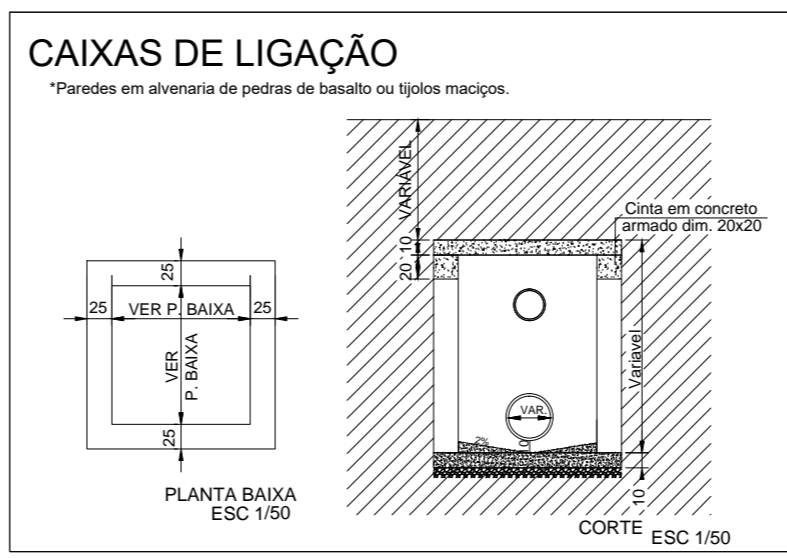 CAIXAS DE LIGAÇÃO
*Paredes em alvenaria de pedras de basalto ou tijolos maciços.
25
25
VER P. BAIXA
25
VER
P. BAIXA
25
PLANTA BAIXA
ESC 1/50
VARIÁVEL
10
20
Cinta em concreto
armado dim. 20x20
Variavel
VAR.
2%
10
CORTE
ESC 1/50